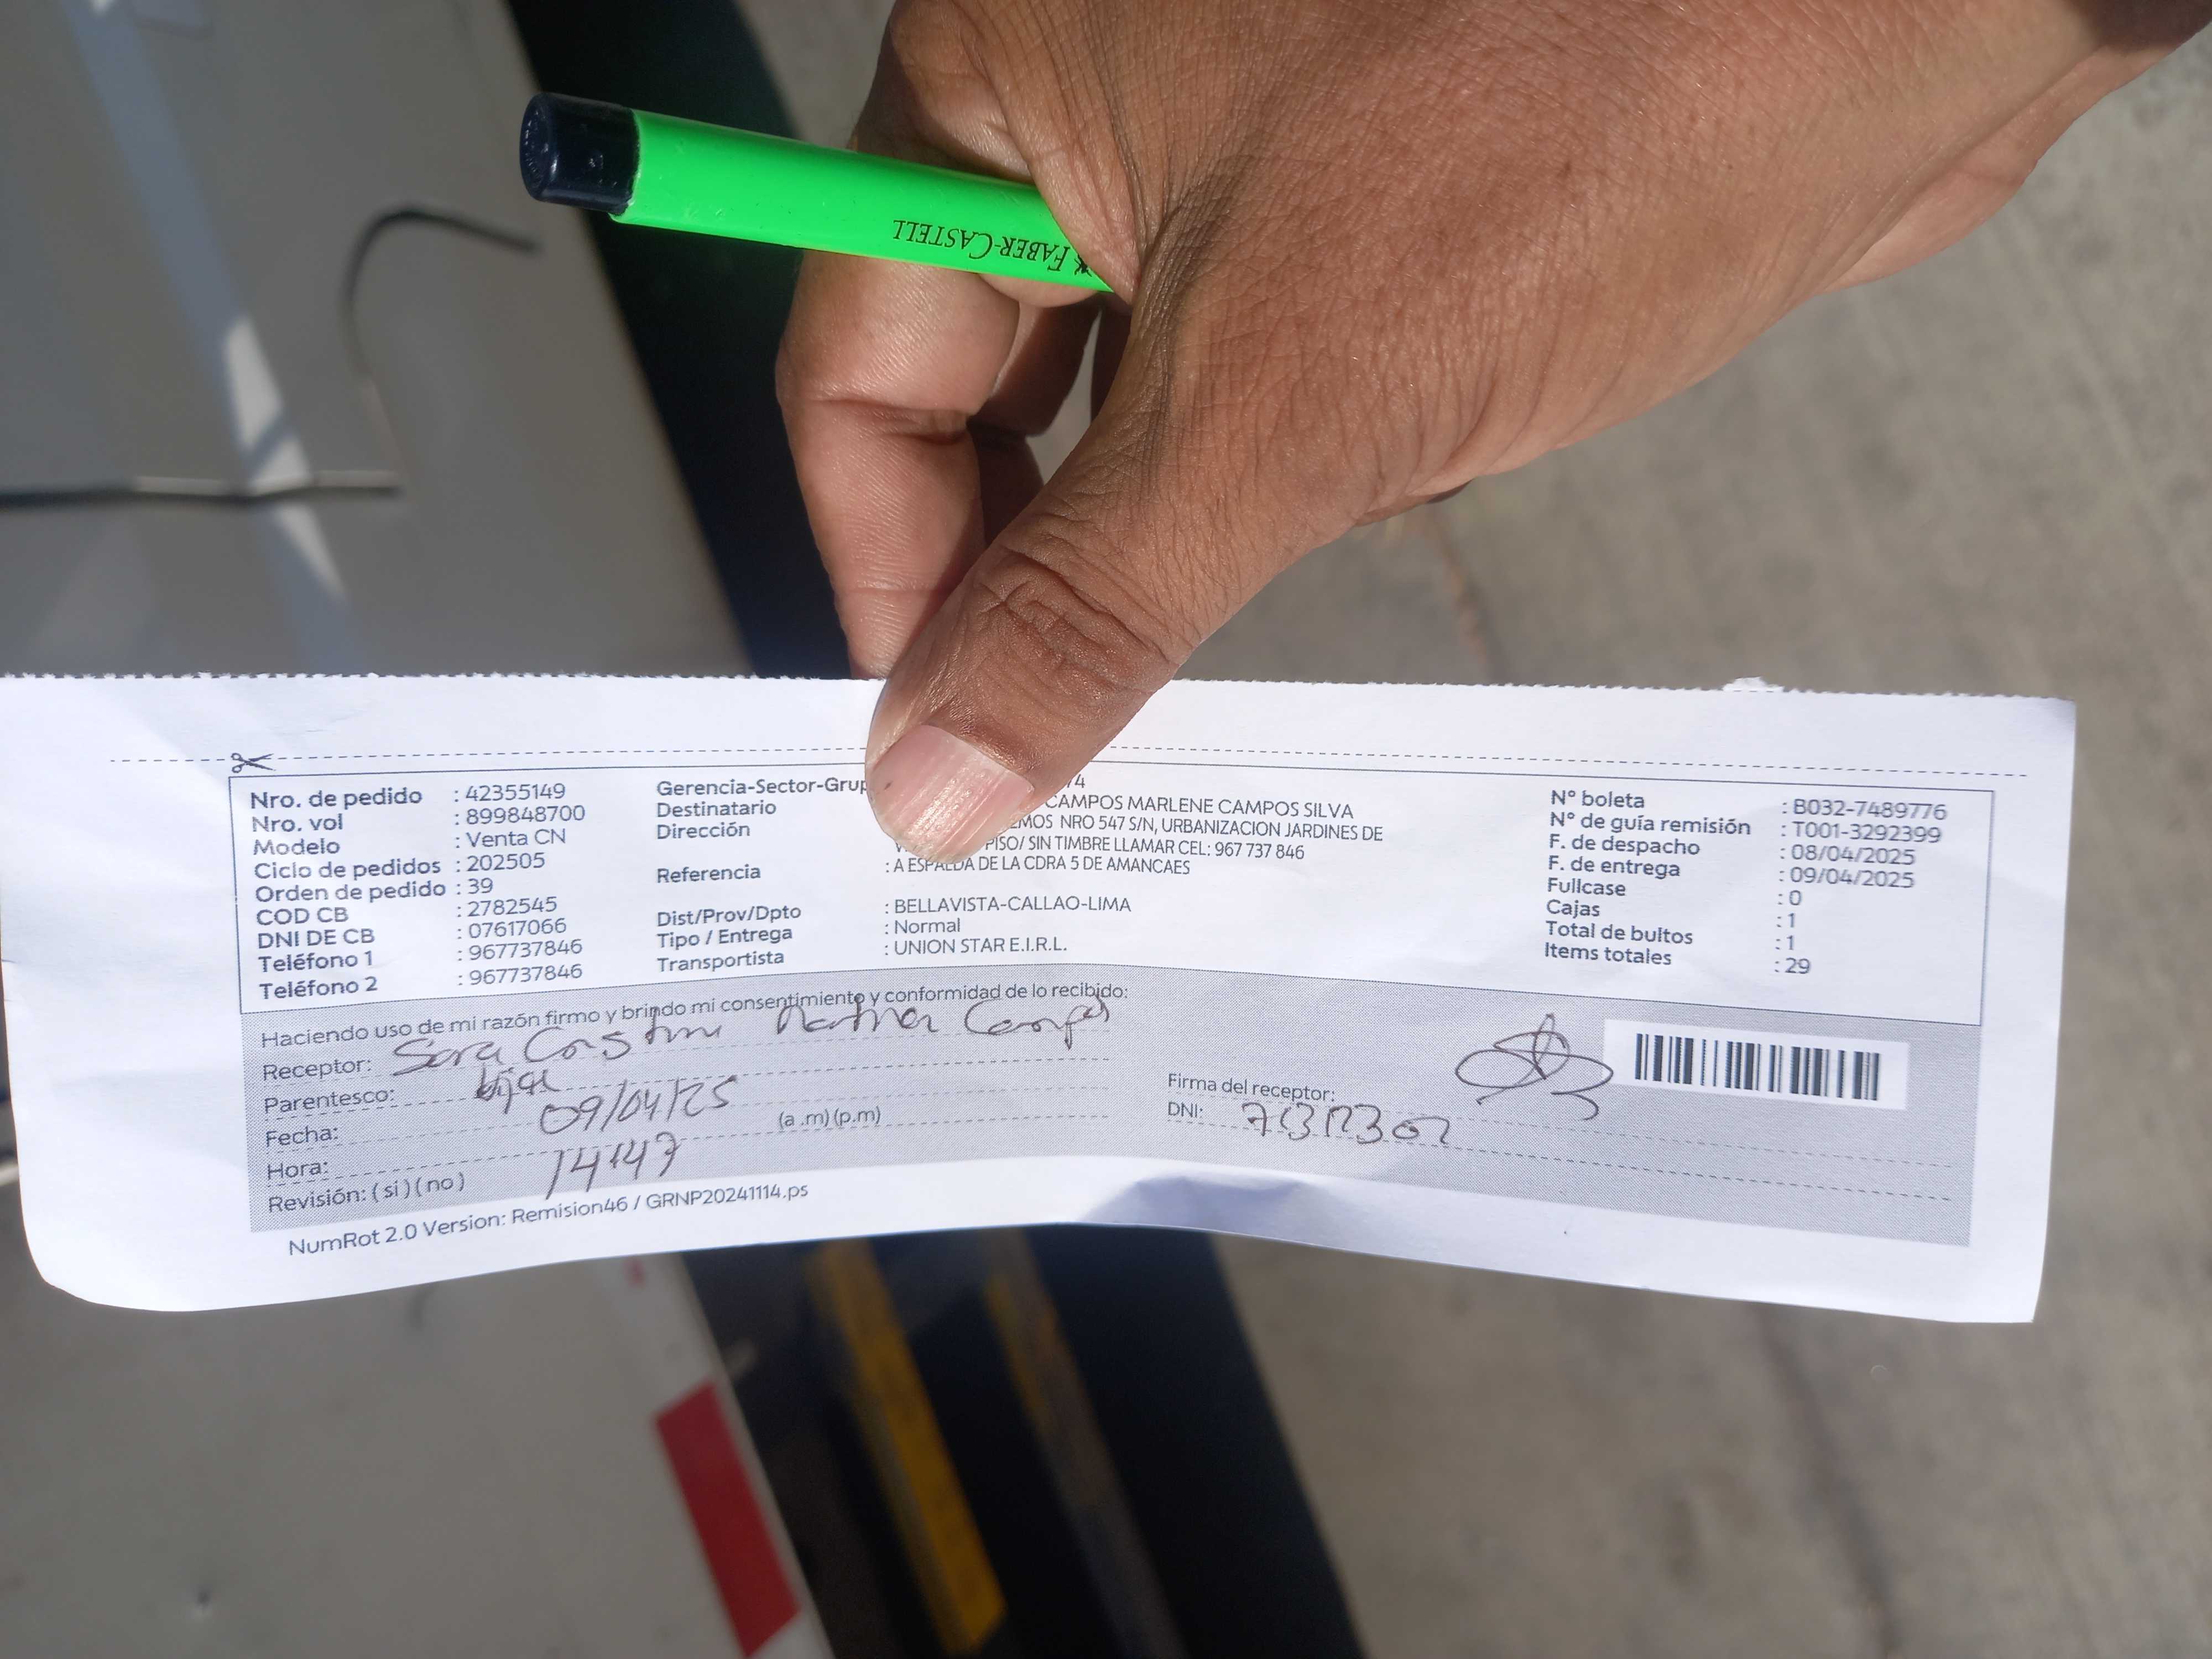 FABER-CASTELL
Nro. de pedido : 42355149
Nro. vol : 899848700
Modelo : Venta CN
Ciclo de pedidos : 202505
Orden de pedido : 39
COD CB : 2782545
DNI DE CB : 07617066
Teléfono 1 : 967737846
Teléfono 2 : 967737846
Gerencia-Sector-Grup 74
Destinatario CAMPOS MARLENE CAMPOS SILVA
Dirección EMOS NRO 547 S/N, URBANIZACION JARDINES DE
PISO/ SIN TIMBRE LLAMAR CEL: 967 737 846
Referencia : A ESPALDA DE LA CDRA 5 DE AMANCAES
Dist/Prov/Dpto : BELLAVISTA-CALLAO-LIMA
Tipo / Entrega : Normal
Transportista : UNION STAR E.I.R.L.
N° boleta : B032-7489776
N° de guía remisión : T001-3292399
F. de despacho : 08/04/2025
F. de entrega : 09/04/2025
Fullcase : 0
Cajas : 1
Total de bultos : 1
Items totales : 29
Haciendo uso de mi razón firmo y brindo mi consentimiento y conformidad de lo recibido:
Receptor: Sara Campos
Parentesco: hija
Fecha: 09/04/25
Hora: 14:47 (a .m) (p.m)
Revisión: ( si ) ( no )
Firma del receptor:
DNI:
NumRot 2.0 Version: Remision46 / GRNP20241114.ps